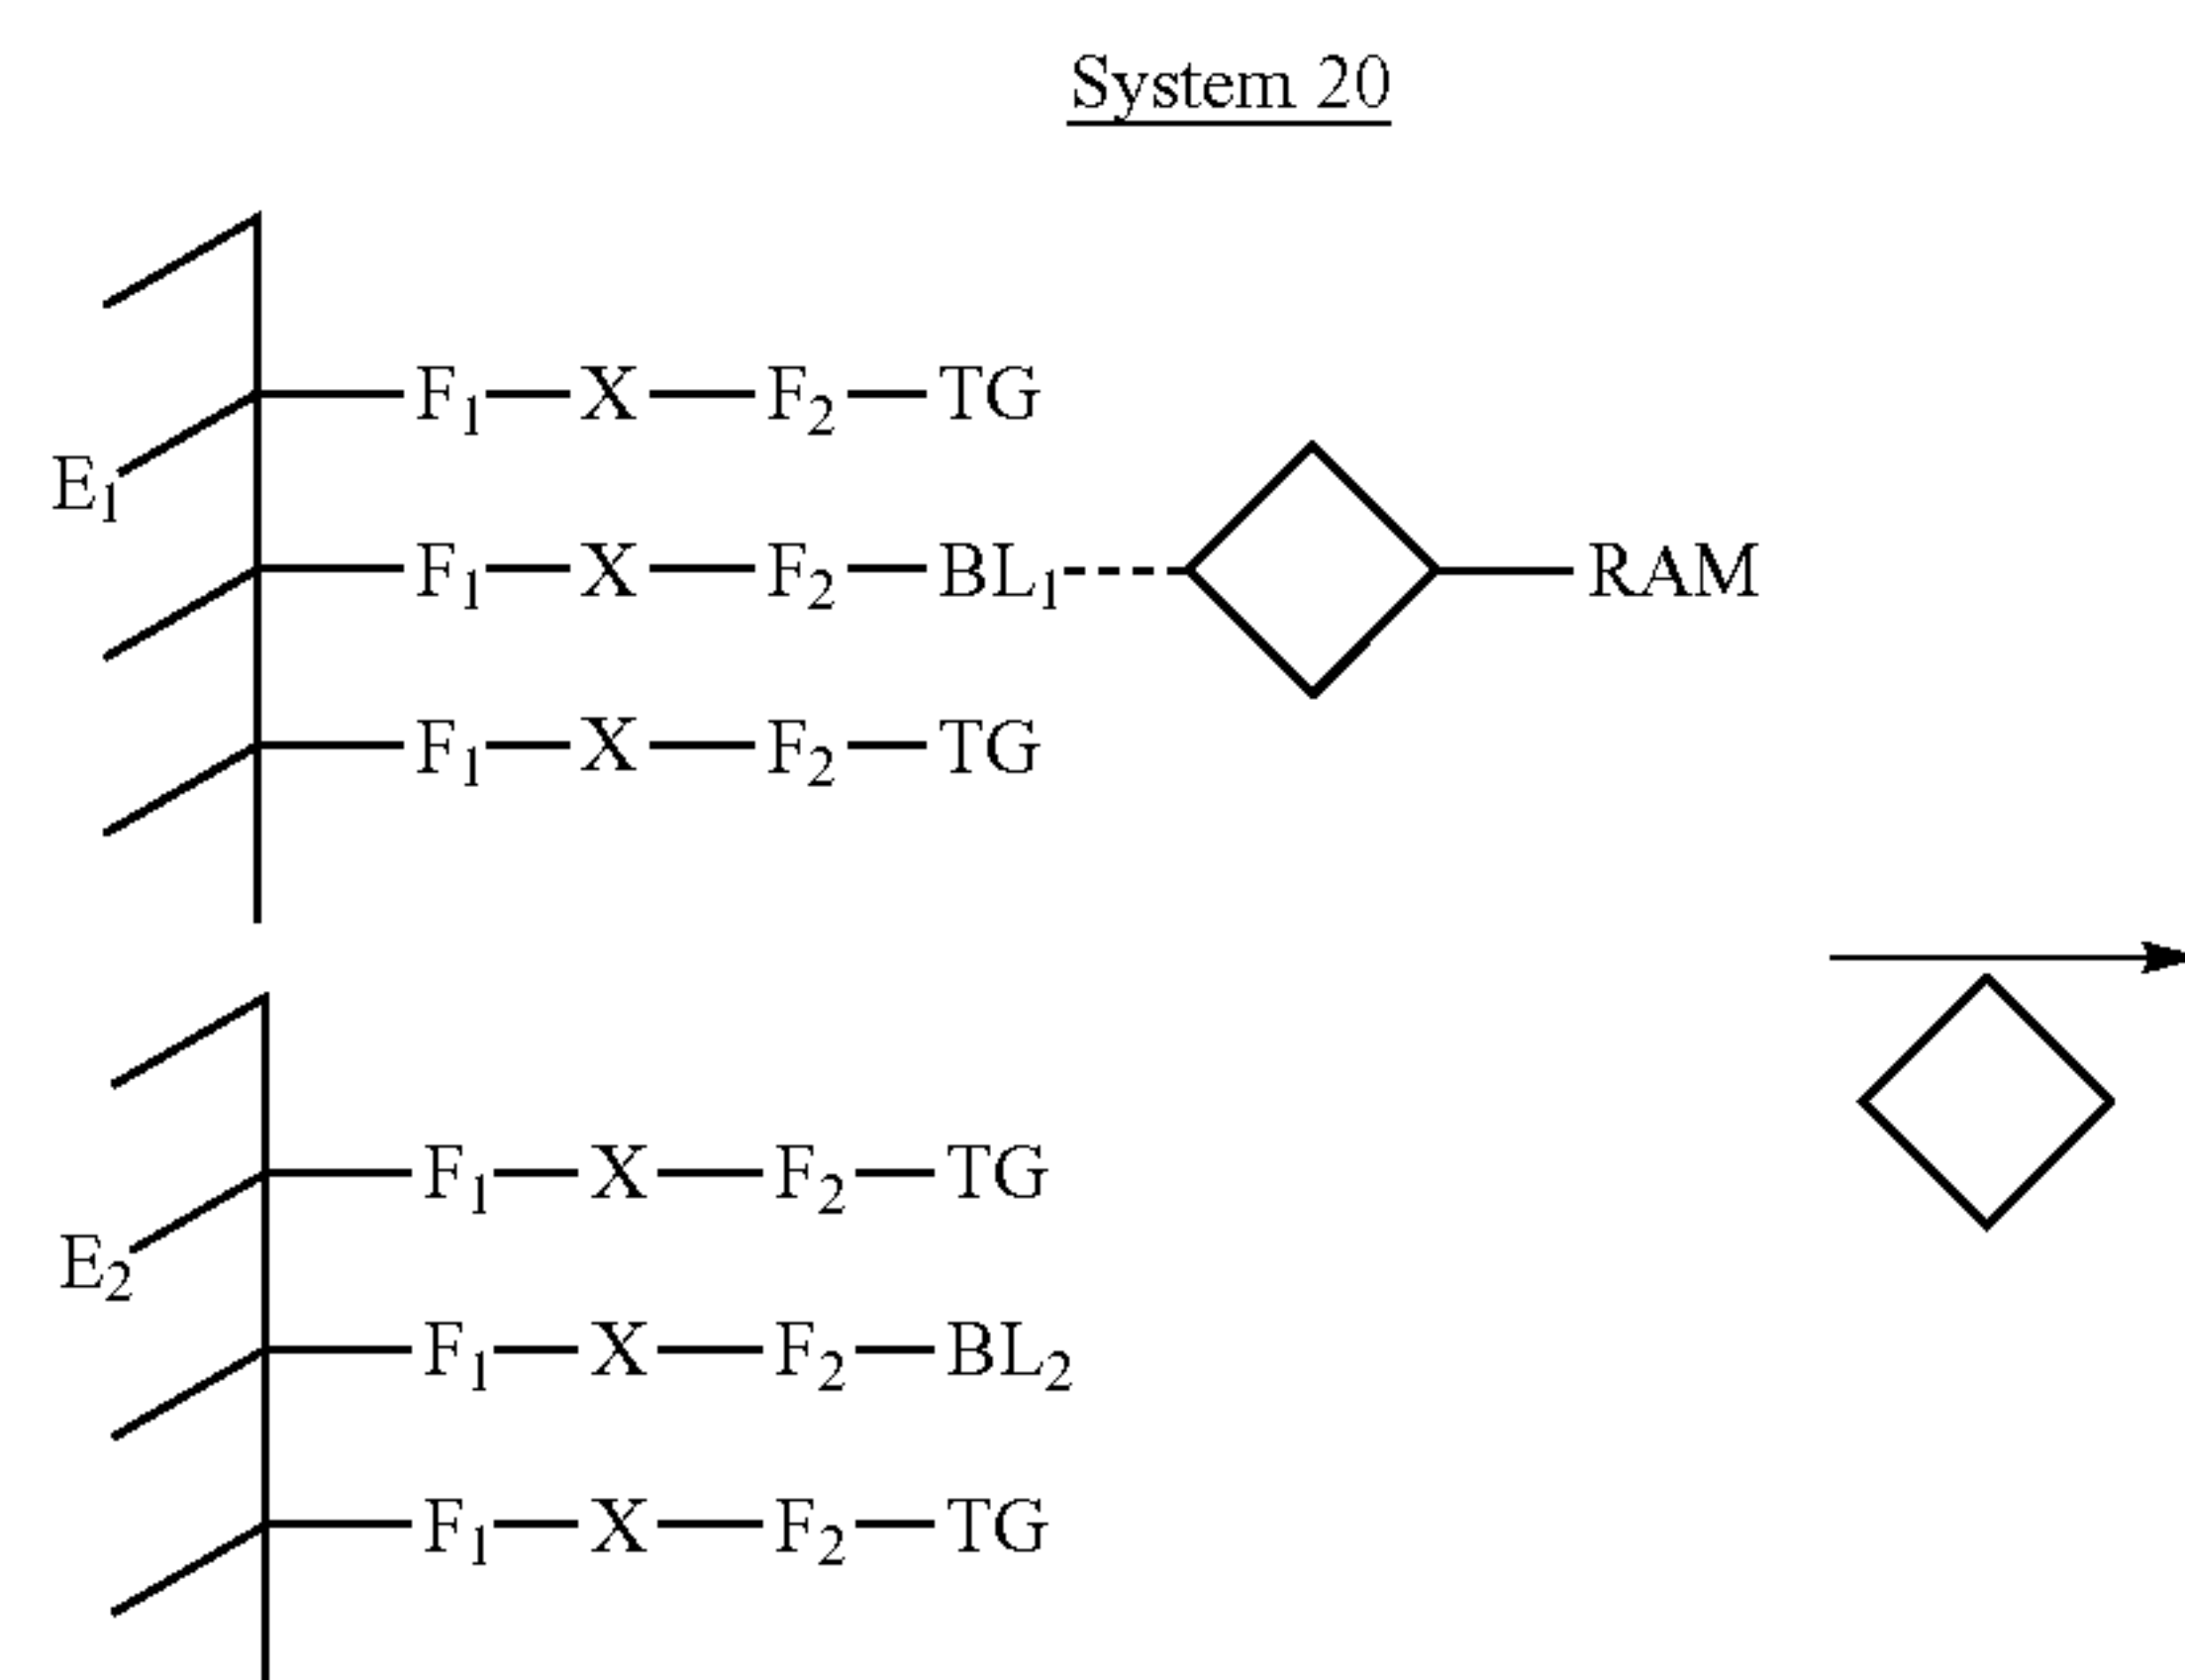 System 20
F₁—X—F₂—TG
E₁
F₁—X—F₂—BL₁ RAM
F₁—X—F₂—TG
F₁—X—F₂—TG
E₂
F₁—X—F₂—BL₂
F₁—X—F₂—TG